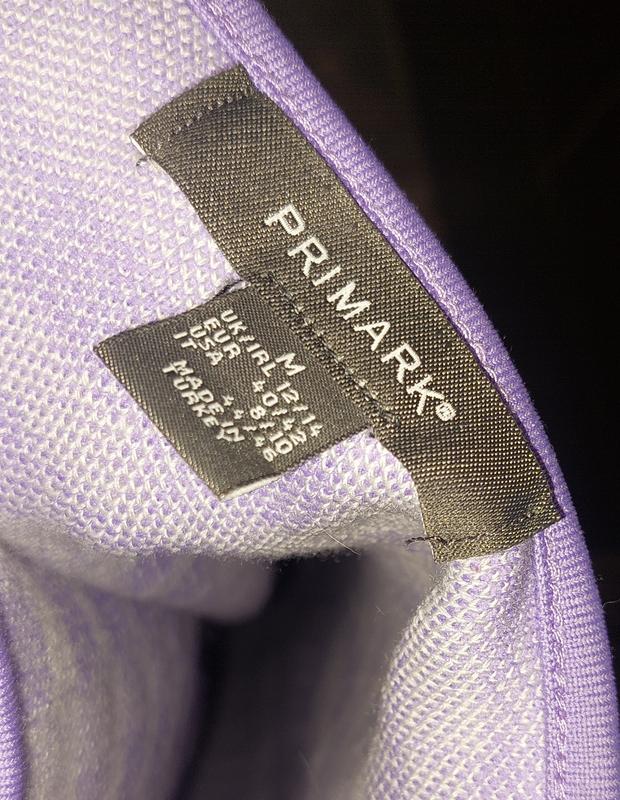 PRIMARK®
M
UK/IRL 12/14
EUR 40/42
USA 8/10
IT 44/46
MADE IN
TURKEY